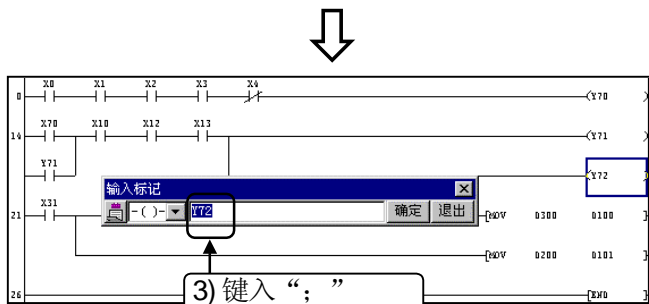 X0 X1 X2 X3 X4
0 (Y70 )
X70 X10 X12 X13
14 (Y71 )
Y71
(Y72 )
输入标记
-( )- Y72 确定 退出
X31
21 [MOV D300 D100 ]
[MOV D200 D101 ]
3) 键入“；”
26 [END ]